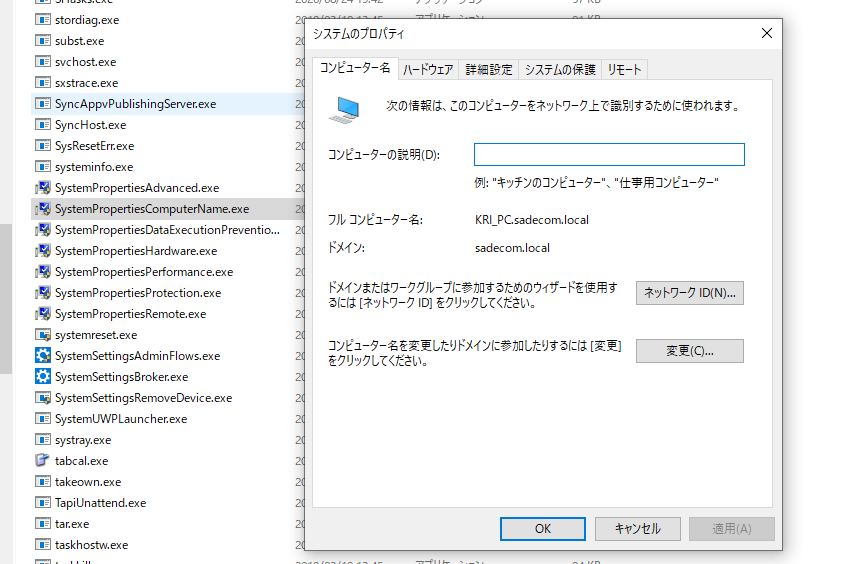 stordiag.exe
subst.exe
svchost.exe
sxstrace.exe
SyncAppvPublishingServer.exe
SyncHost.exe
SysResetErr.exe
systeminfo.exe
SystemPropertiesAdvanced.exe
SystemPropertiesComputerName.exe
SystemPropertiesDataExecutionPreventio...
SystemPropertiesHardware.exe
SystemPropertiesPerformance.exe
SystemPropertiesProtection.exe
SystemPropertiesRemote.exe
systemreset.exe
SystemSettingsAdminFlows.exe
SystemSettingsBroker.exe
SystemSettingsRemoveDevice.exe
SystemUWPLauncher.exe
systray.exe
tabcal.exe
takeown.exe
TapiUnattend.exe
tar.exe
taskhostw.exe
システムのプロパティ
コンピューター名 ハードウェア 詳細設定 システムの保護 リモート
次の情報は、このコンピューターをネットワーク上で識別するために使われます。
コンピューターの説明(D):
例: "キッチンのコンピューター"、"仕事用コンピューター"
フル コンピューター名: KRI_PC.sadecom.local
ドメイン: sadecom.local
ドメインまたはワークグループに参加するためのウィザードを使用す
るには [ネットワーク ID] をクリックしてください。
ネットワーク ID(N)...
コンピューター名を変更したりドメインに参加したりするには [変更]
をクリックしてください。
変更(C)...
OK キャンセル 適用(A)